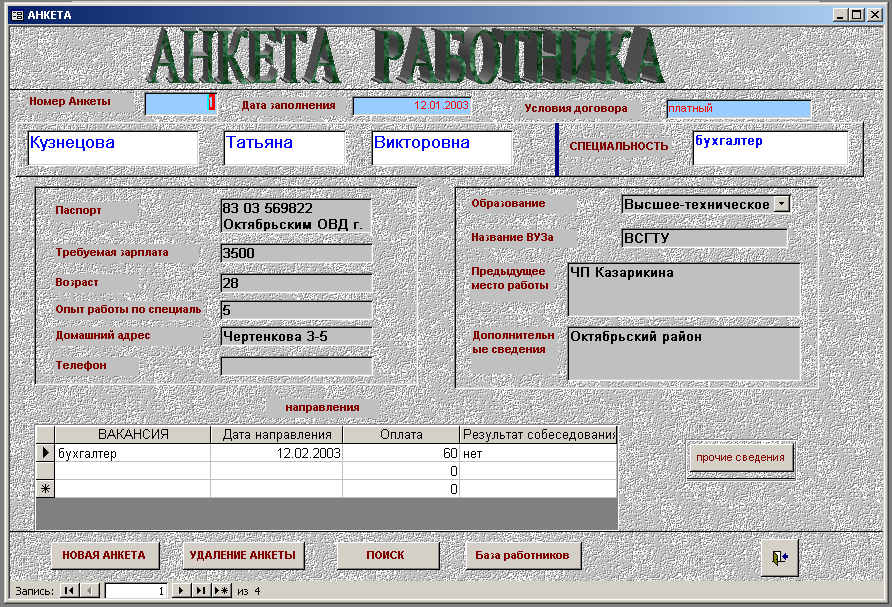 АНКЕТА
АНКЕТА РАБОТНИКА
Номер Анкеты 1 Дата заполнения 12.01.2003 Условия договора платный
Кузнецова Татьяна Викторовна СПЕЦИАЛЬНОСТЬ бухгалтер
Паспорт 83 03 569822
Октябрьским ОВД г.
Требуемая зарплата 3500
Возраст 28
Опыт работы по специаль 5
Домашний адрес Чертенкова 3-5
Телефон
Образование Высшее-техническое
Название ВУЗа ВСГТУ
Предыдущее ЧП Казарикина
место работы
Дополнительн Октябрьский район
ые сведения
направления
ВАКАНСИЯ Дата направления Оплата Результат собеседования
бухгалтер 12.02.2003 60 нет
0
0
прочие сведения
НОВАЯ АНКЕТА УДАЛЕНИЕ АНКЕТЫ ПОИСК База работников
Запись: 1 из 4